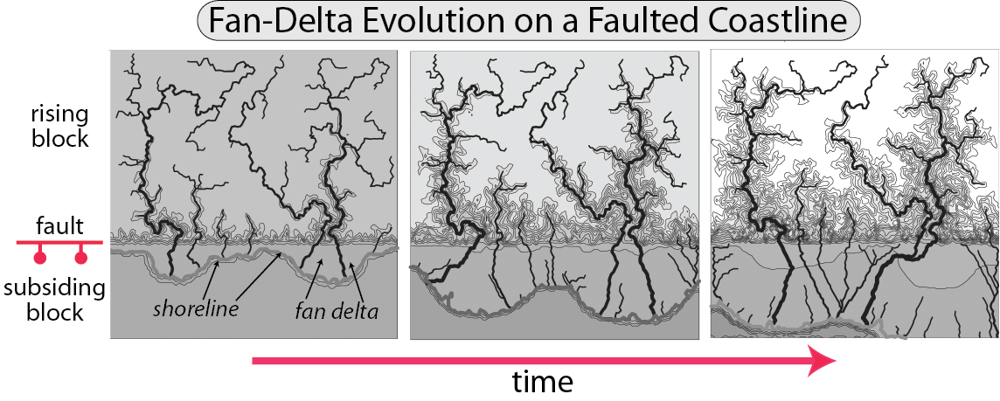 Fan-Delta Evolution on a Faulted Coastline
rising
block
fault
subsiding
block
shoreline
fan delta
time